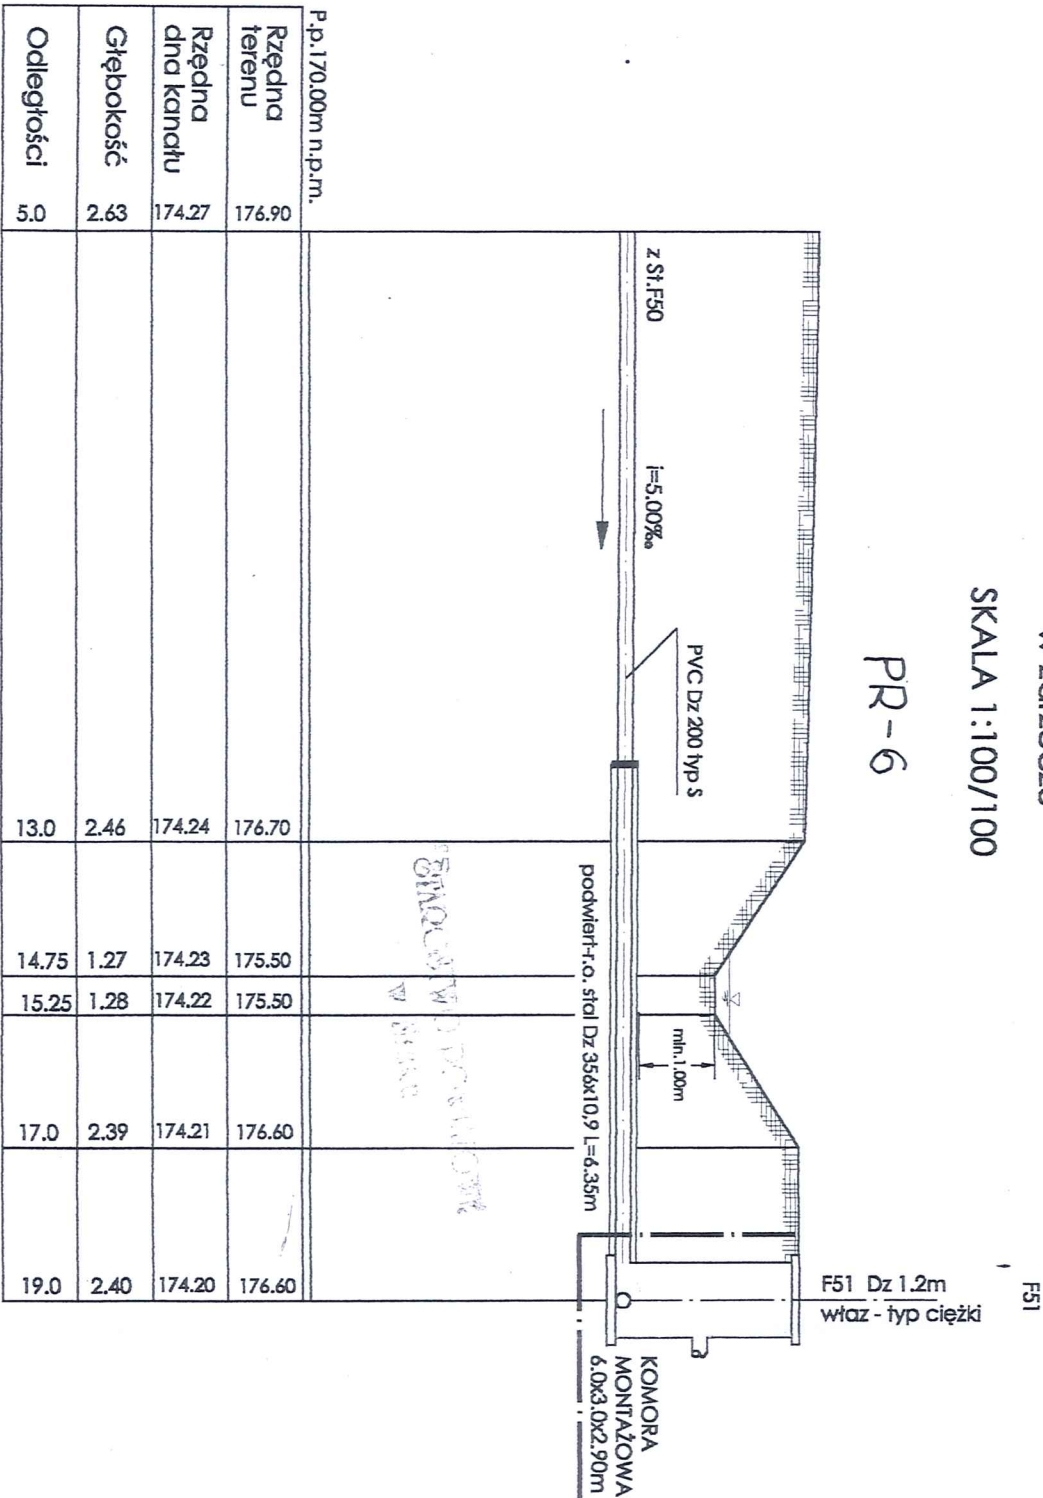 SKALA 1:100/100
PR-6
F51
F51 Dz 1.2m
właz - typ ciężki
z St.F50
i=5.00‰
PVC Dz 200 typ S
podwiert-r.o. stal Dz 356x10,9 L=6.35m
min.1.00m
KOMORA
MONTAŻOWA
6.0x3.0x2.90m
P.p.170.00m n.p.m.
Rzędna
terenu
176.90 176.70 175.50 175.50 176.60 176.60
Rzędna
dna kanału
174.27 174.24 174.23 174.22 174.21 174.20
Głębokość 2.63 2.46 1.27 1.28 2.39 2.40
Odległości 5.0 13.0 14.75 15.25 17.0 19.0